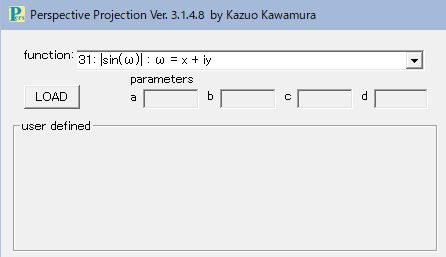 Pers
Perspective Projection Ver. 3.1.4.8 by Kazuo Kawamura
function: 31: |sin(ω)| : ω = x + iy
parameters
LOAD a b c d
user defined